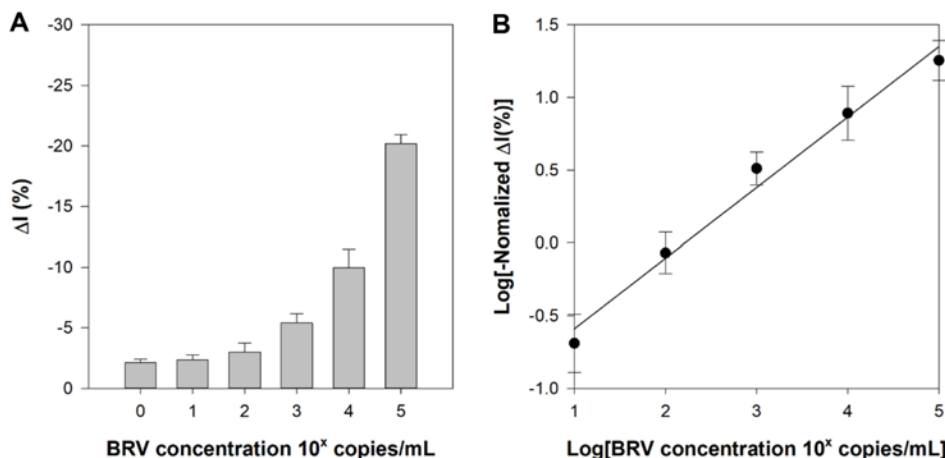 A
-30
-25
-20
-15
-10
-5
0
ΔI (%)
0 1 2 3 4 5
BRV concentration 10ˣ copies/mL
B
1.5
1.0
0.5
0.0
-0.5
-1.0
Log[-Nomalized ΔI(%)]
1 2 3 4 5
Log[BRV concentration 10ˣ copies/mL]